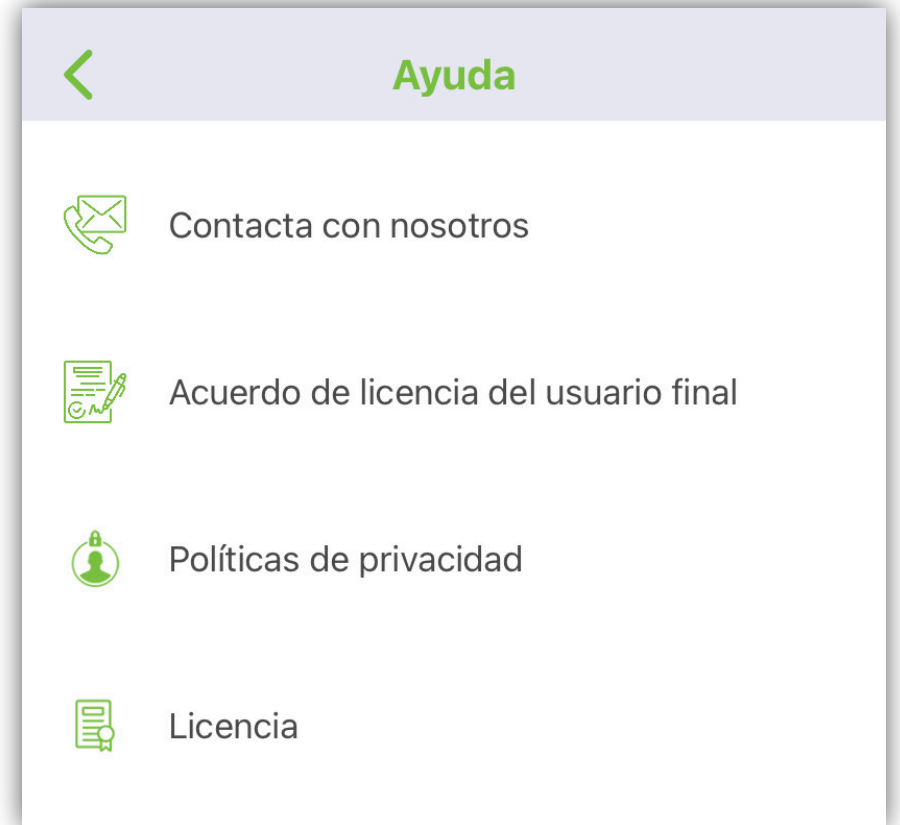 Ayuda
Contacta con nosotros
Acuerdo de licencia del usuario final
Políticas de privacidad
Licencia